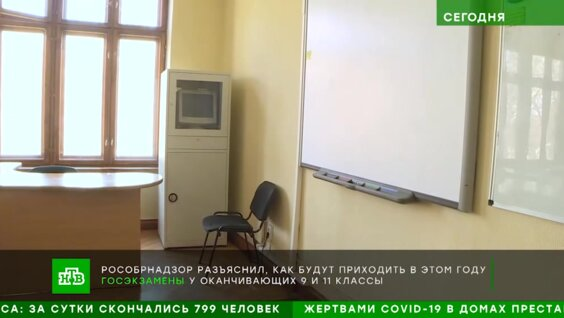 СЕГОДНЯ
РОСОБРНАДЗОР РАЗЪЯСНИЛ, КАК БУДУТ ПРИХОДИТЬ В ЭТОМ ГОДУ
ГОСЭКЗАМЕНЫ У ОКАНЧИВАЮЩИХ 9 И 11 КЛАССЫ
НТВ
СА: ЗА СУТКИ СКОНЧАЛИСЬ 799 ЧЕЛОВЕК ЖЕРТВАМИ COVID-19 В ДОМАХ ПРЕСТА